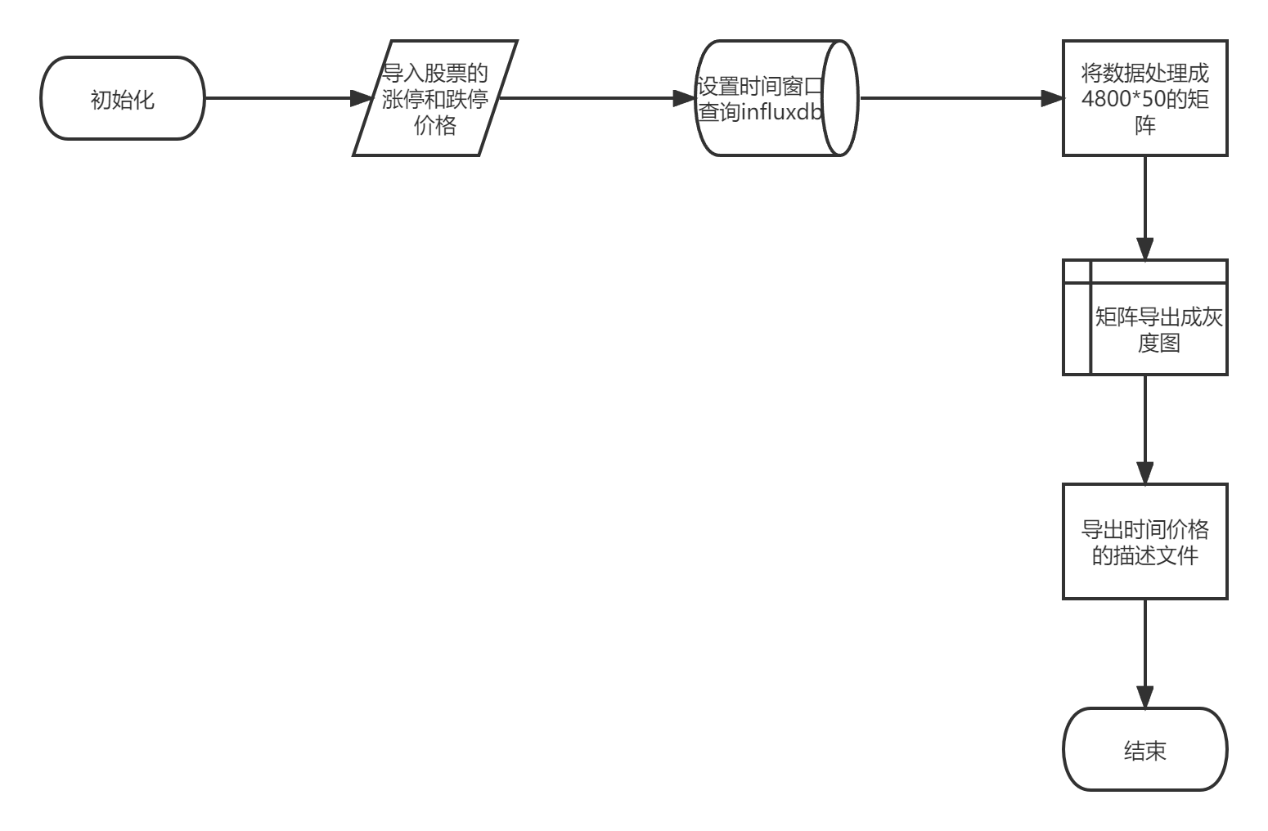 初始化
导入股票的
涨停和跌停
价格
设置时间窗口
查询influxdb
将数据处理成
4800*50的矩
阵
矩阵导出成灰
度图
导出时间价格
的描述文件
结束